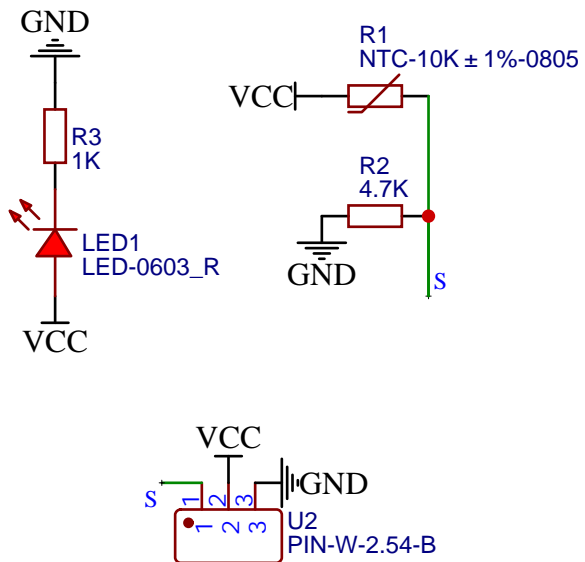 GND
R3
1K
LED1
LED-0603_R
VCC
R1
NTC-10K ± 1%-0805
VCC
R2
4.7K
GND
S
VCC
S
1
2
3
GND
1
2
3
U2
PIN-W-2.54-B